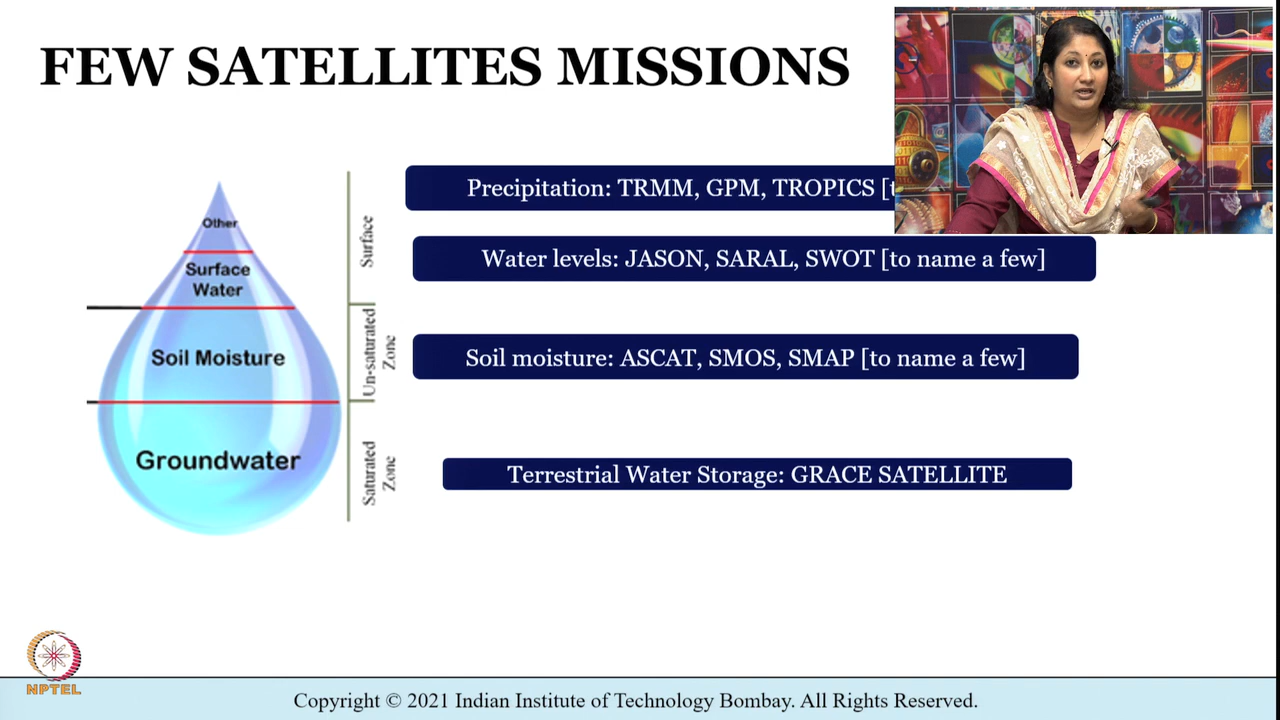 FEW SATELLITES MISSIONS
Other
Surface
Water
Soil Moisture
Groundwater
Surface
Un-saturated
Zone
Saturated
Zone
Precipitation: TRMM, GPM, TROPICS
Water levels: JASON, SARAL, SWOT [to name a few]
Soil moisture: ASCAT, SMOS, SMAP [to name a few]
Terrestrial Water Storage: GRACE SATELLITE
NPTEL
Copyright © 2021 Indian Institute of Technology Bombay. All Rights Reserved.